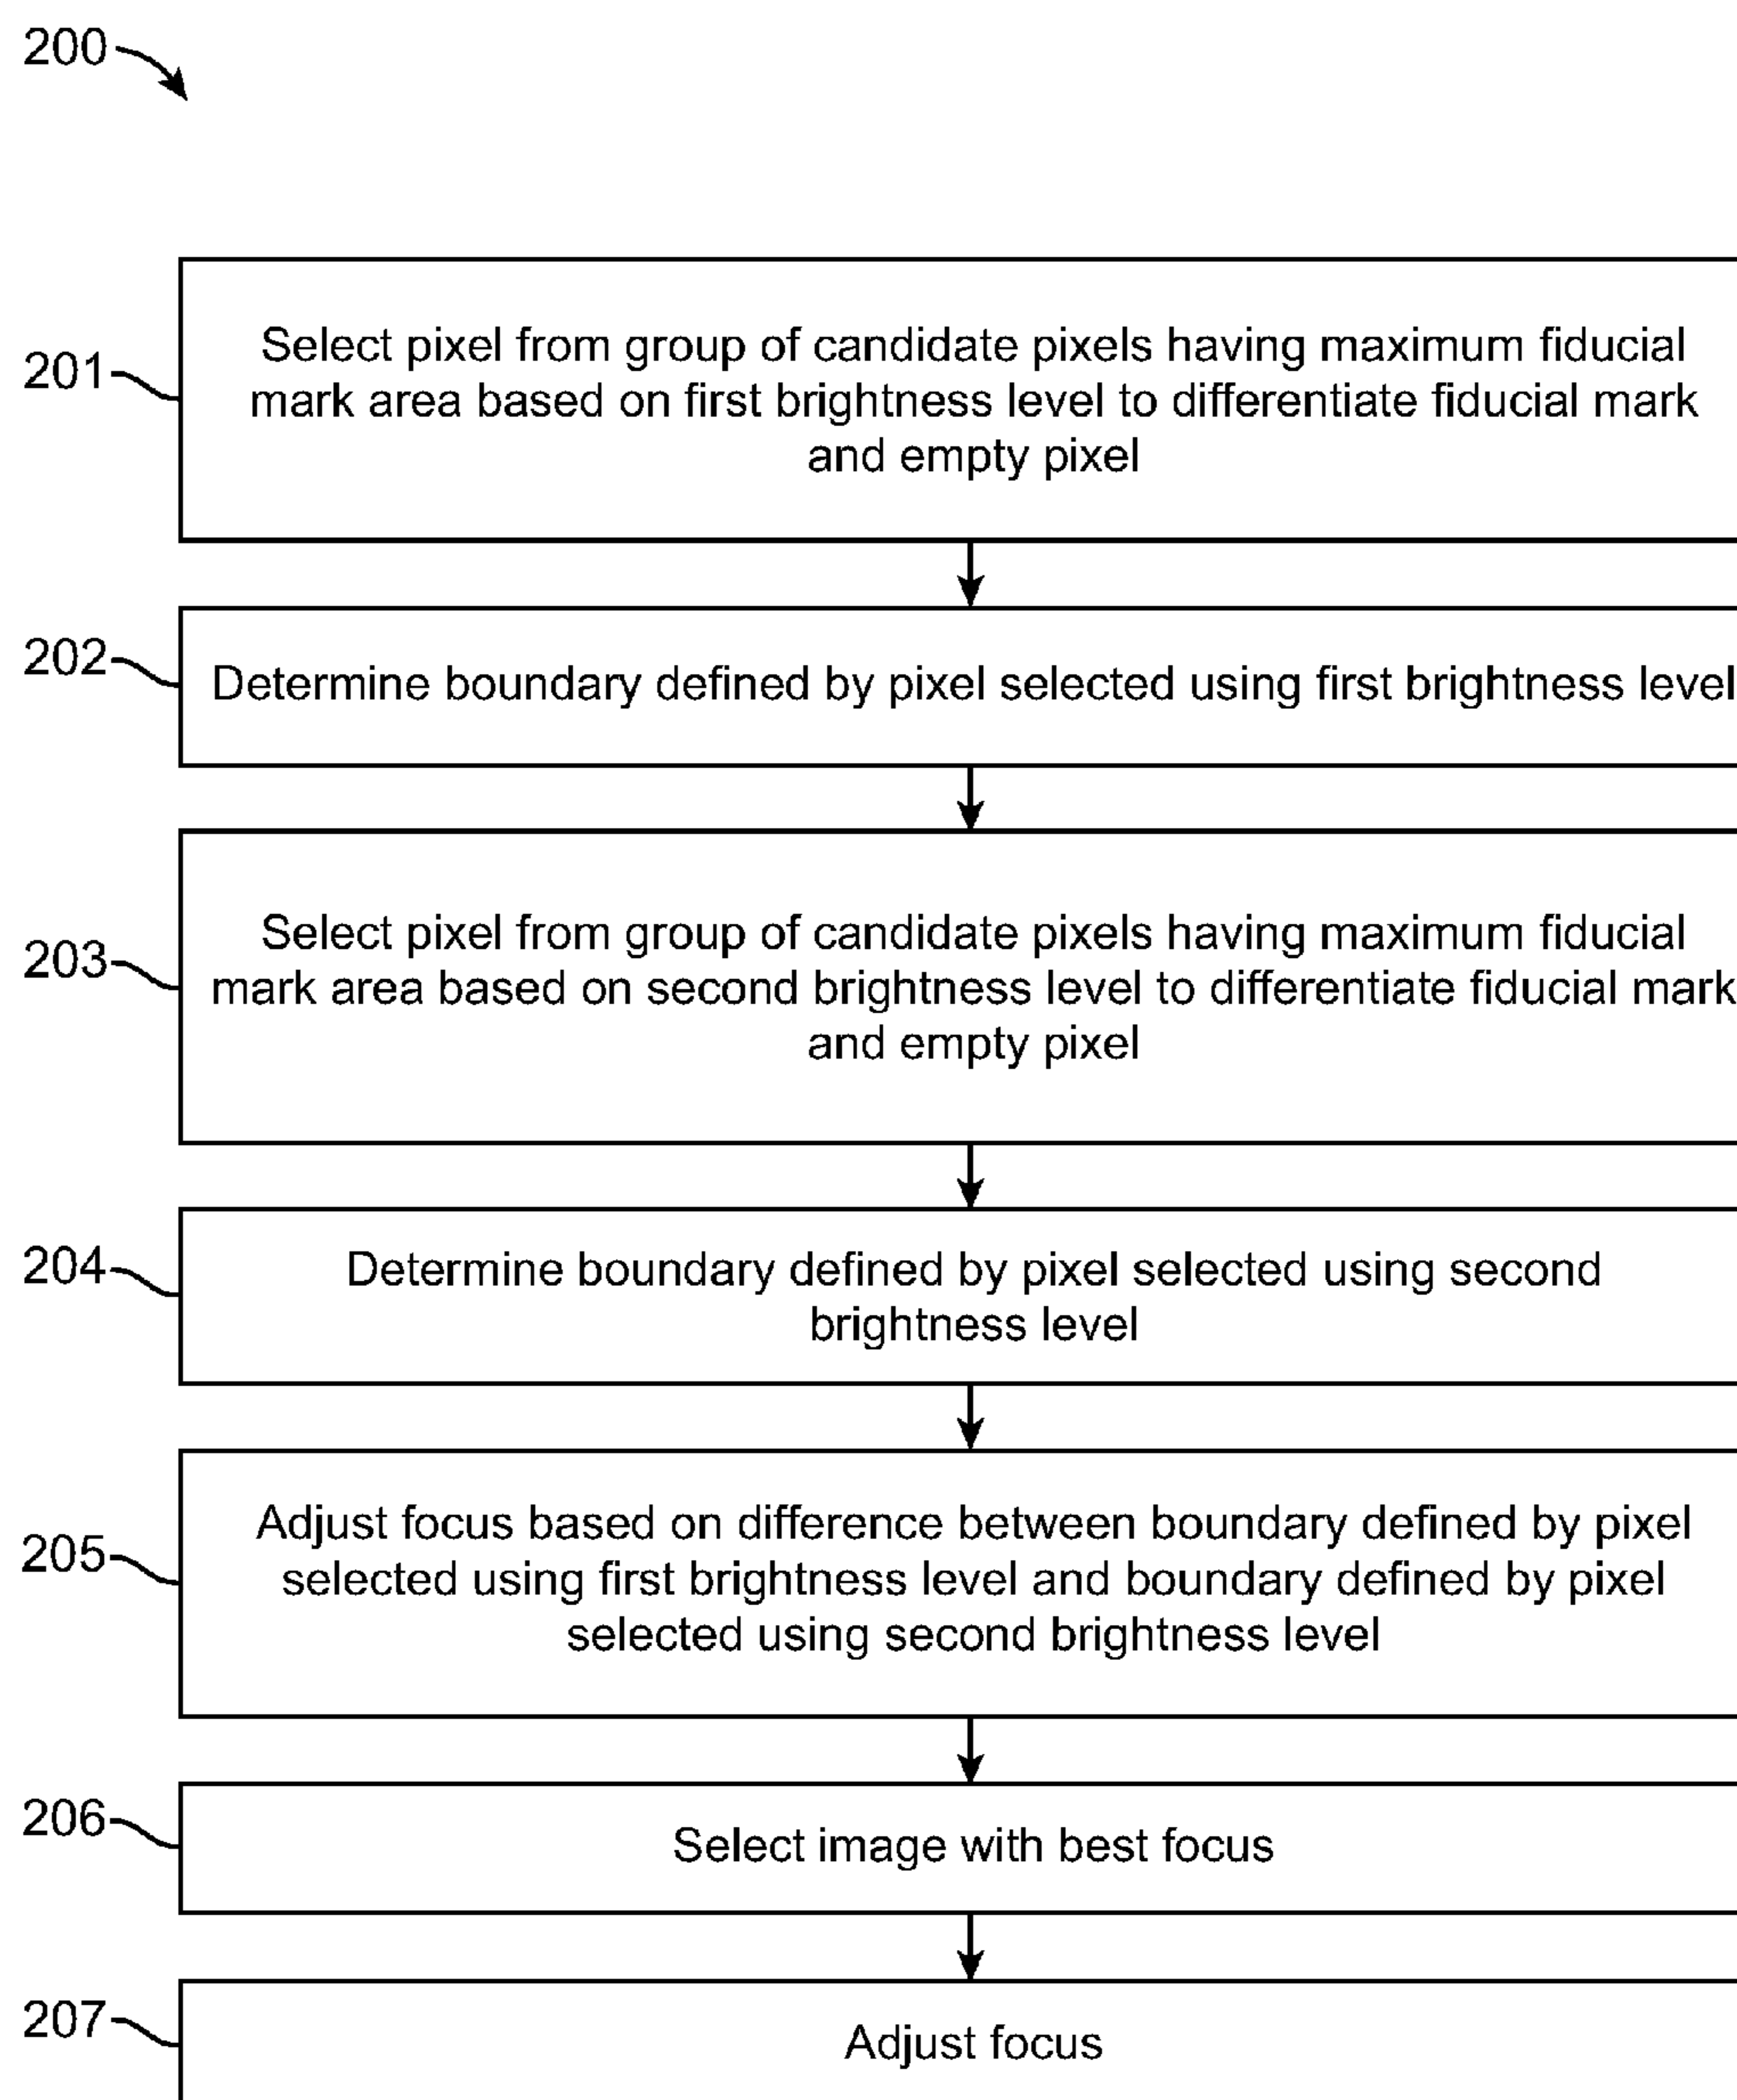 200
201
Select pixel from group of candidate pixels having maximum fiducial
mark area based on first brightness level to differentiate fiducial mark
and empty pixel
202
Determine boundary defined by pixel selected using first brightness level
203
Select pixel from group of candidate pixels having maximum fiducial
mark area based on second brightness level to differentiate fiducial mark
and empty pixel
204
Determine boundary defined by pixel selected using second
brightness level
205
Adjust focus based on difference between boundary defined by pixel
selected using first brightness level and boundary defined by pixel
selected using second brightness level
206
Select image with best focus
207
Adjust focus